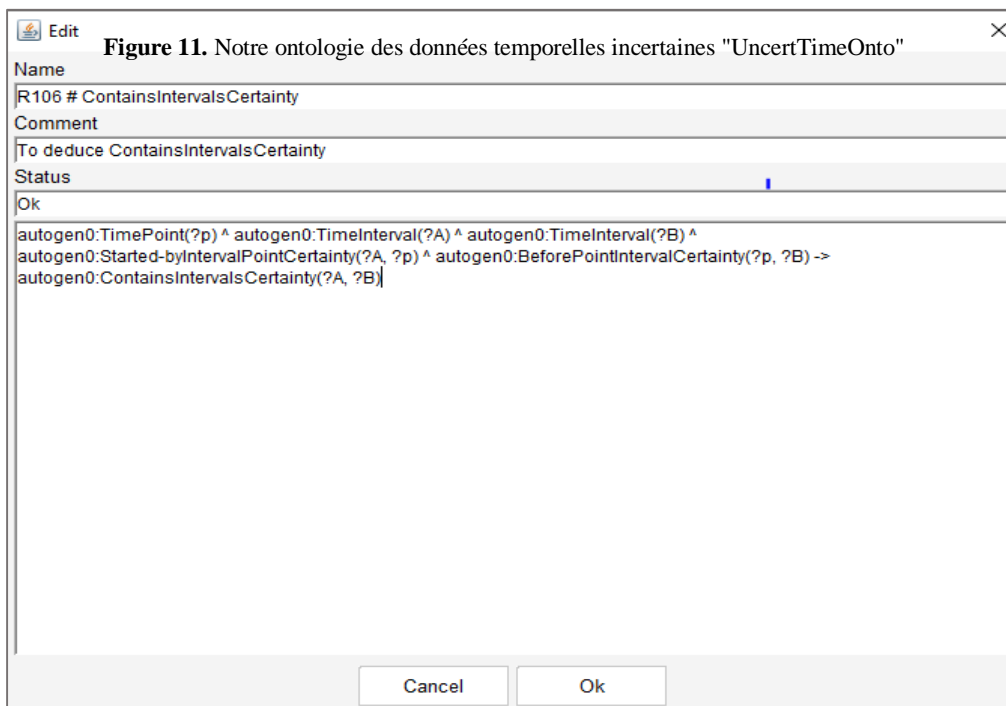 Edit
Figure 11. Notre ontologie des données temporelles incertaines "UncertTimeOnto"
Name
R106 # ContainsIntervalsCertainty
Comment
To deduce ContainsIntervalsCertainty
Status
Ok
autogen0:TimePoint(?p) ^ autogen0:TimeInterval(?A) ^ autogen0:TimeInterval(?B) ^
autogen0:Started-byIntervalPointCertainty(?A, ?p) ^ autogen0:BeforePointIntervalCertainty(?p, ?B) ->
autogen0:ContainsIntervalsCertainty(?A, ?B)
Cancel
Ok